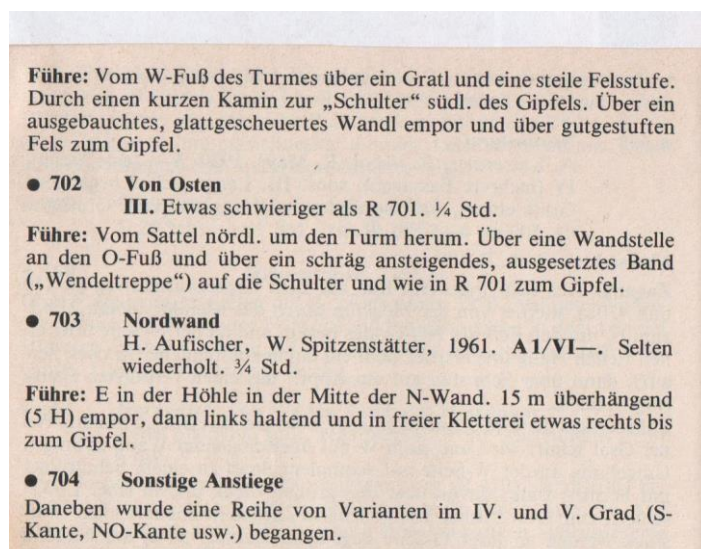 Führe: Vom W-Fuß des Turmes über ein Gratl und eine steile Felsstufe.
Durch einen kurzen Kamin zur „Schulter“ südl. des Gipfels. Über ein
ausgebauchtes, glattgescheuertes Wandl empor und über gutgestuften
Fels zum Gipfel.
● 702 Von Osten
III. Etwas schwieriger als R 701. ¼ Std.
Führe: Vom Sattel nördl. um den Turm herum. Über eine Wandstelle
an den O-Fuß und über ein schräg ansteigendes, ausgesetztes Band
(„Wendeltreppe“) auf die Schulter und wie in R 701 zum Gipfel.
● 703 Nordwand
H. Aufischer, W. Spitzenstätter, 1961. A 1/VI—. Selten
wiederholt. ¾ Std.
Führe: E in der Höhle in der Mitte der N-Wand. 15 m überhängend
(5 H) empor, dann links haltend und in freier Kletterei etwas rechts bis
zum Gipfel.
● 704 Sonstige Anstiege
Daneben wurde eine Reihe von Varianten im IV. und V. Grad (S-
Kante, NO-Kante usw.) begangen.